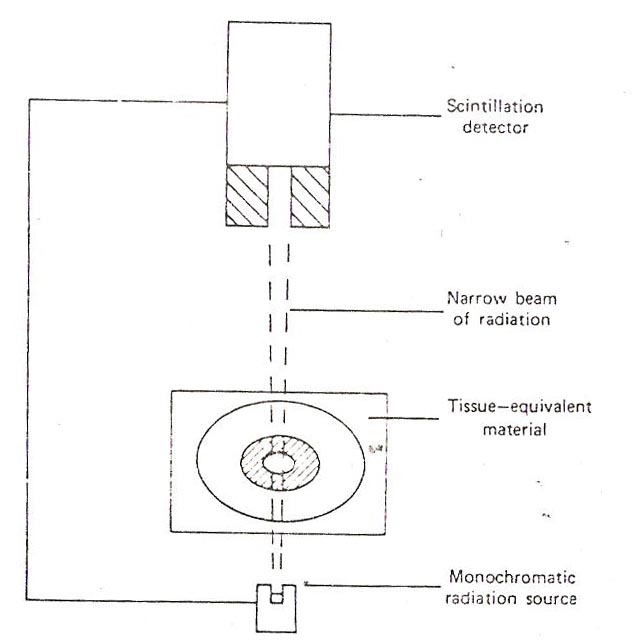 Scintillation
detector
Narrow beam
of radiation
Tissue–equivalent
material
Monochromatic
radiation source